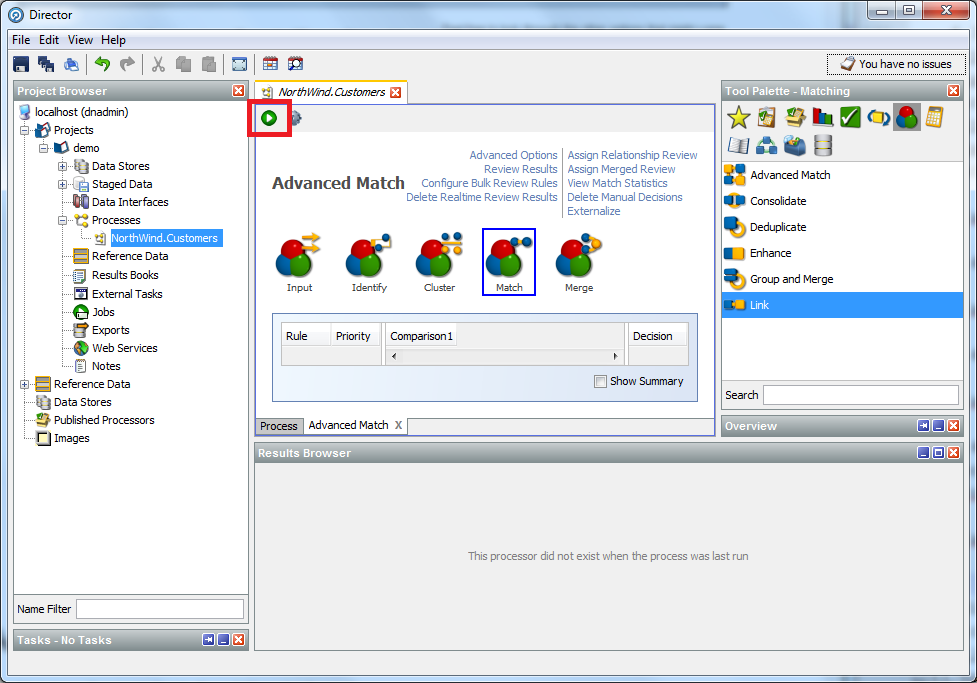 Director
File Edit View Help
You have no issues
Project Browser
localhost (dnadmin)
Projects
demo
Data Stores
Staged Data
Data Interfaces
Processes
NorthWind.Customers
Reference Data
Results Books
External Tasks
Jobs
Exports
Web Services
Notes
Reference Data
Data Stores
Published Processors
Images
Name Filter
Tasks - No Tasks
NorthWind.Customers
Advanced Match
Advanced Options
Review Results
Configure Bulk Review Rules
Delete Realtime Review Results
Assign Relationship Review
Assign Merged Review
View Match Statistics
Delete Manual Decisions
Externalize
Input Identify Cluster Match Merge
Rule Priority Comparison1 Decision
Show Summary
Process Advanced Match X
Results Browser
This processor did not exist when the process was last run
Tool Palette - Matching
Advanced Match
Consolidate
Deduplicate
Enhance
Group and Merge
Link
Search
Overview